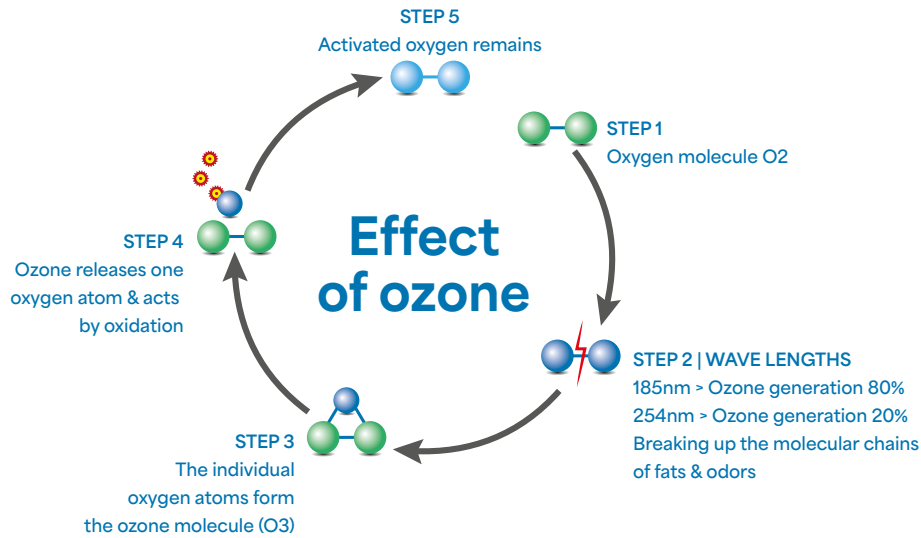 Effect
of ozone
STEP 1
Oxygen molecule O2
STEP 2 | WAVE LENGTHS
185nm > Ozone generation 80%
254nm > Ozone generation 20%
Breaking up the molecular chains
of fats & odors
STEP 3
The individual
oxygen atoms form
the ozone molecule (O3)
STEP 4
Ozone releases one
oxygen atom & acts
by oxidation
STEP 5
Activated oxygen remains